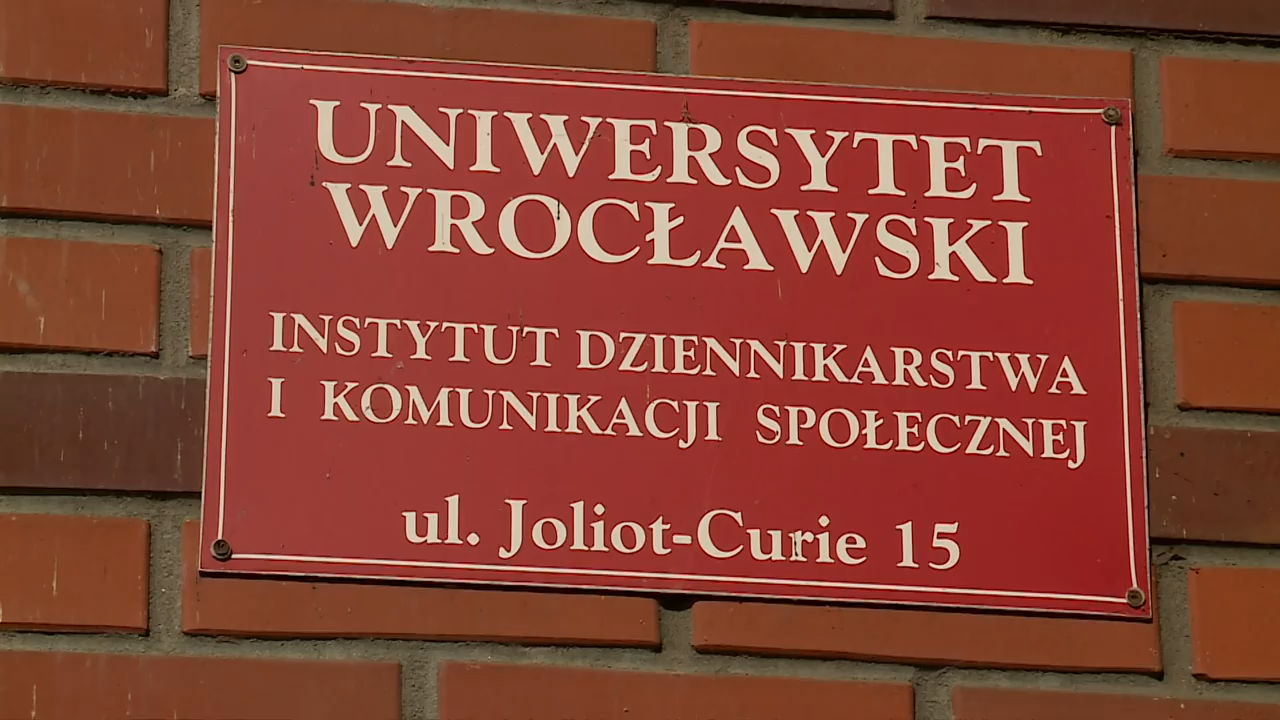 UNIWERSYTET
WROCŁAWSKI
INSTYTUT DZIENNIKARSTWA
I KOMUNIKACJI SPOŁECZNEJ
ul. Joliot-Curie 15